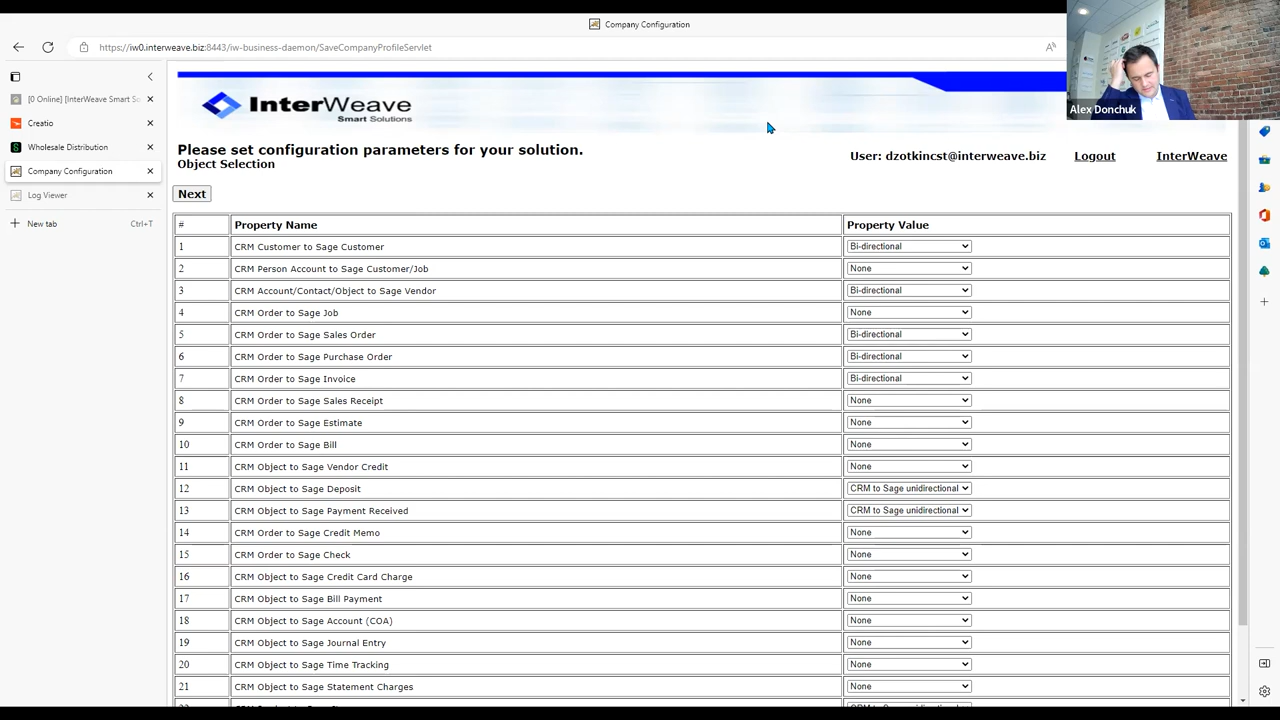 Company Configuration
https://iw0.interweave.biz:8443/iw-business-daemon/SaveCompanyProfileServlet
Alex Donchuk
[0 Online] [InterWeave Smart So
Creatio
Wholesale Distribution
Company Configuration
Log Viewer
New tab Ctrl+T
InterWeave
Smart Solutions
Please set configuration parameters for your solution.
Object Selection
User: dzotkincst@interweave.biz Logout InterWeave
Next
# Property Name Property Value
1 CRM Customer to Sage Customer Bi-directional
2 CRM Person Account to Sage Customer/Job None
3 CRM Account/Contact/Object to Sage Vendor Bi-directional
4 CRM Order to Sage Job None
5 CRM Order to Sage Sales Order Bi-directional
6 CRM Order to Sage Purchase Order Bi-directional
7 CRM Order to Sage Invoice Bi-directional
8 CRM Order to Sage Sales Receipt None
9 CRM Order to Sage Estimate None
10 CRM Order to Sage Bill None
11 CRM Object to Sage Vendor Credit None
12 CRM Object to Sage Deposit CRM to Sage unidirectional
13 CRM Object to Sage Payment Received CRM to Sage unidirectional
14 CRM Order to Sage Credit Memo None
15 CRM Order to Sage Check None
16 CRM Object to Sage Credit Card Charge None
17 CRM Object to Sage Bill Payment None
18 CRM Object to Sage Account (COA) None
19 CRM Object to Sage Journal Entry None
20 CRM Object to Sage Time Tracking None
21 CRM Object to Sage Statement Charges None